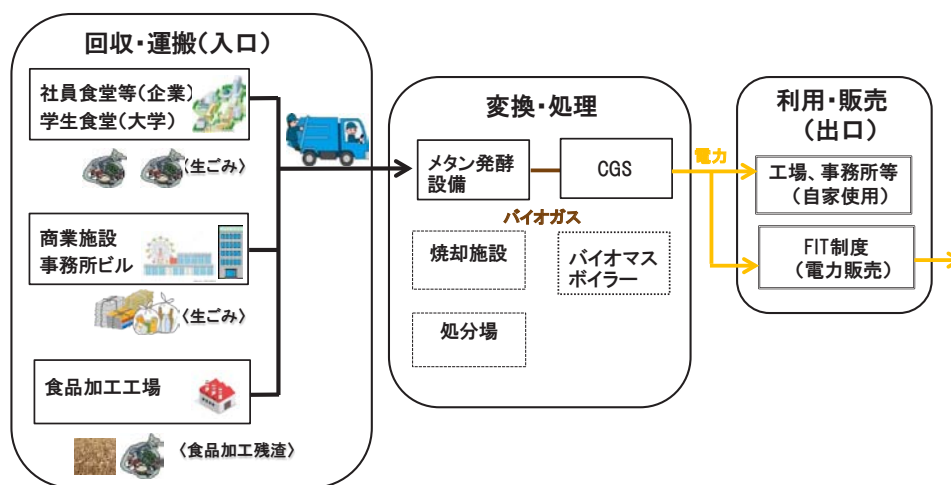 回収・運搬(入口)
社員食堂等(企業)
学生食堂(大学)
〈生ごみ〉
商業施設
事務所ビル
〈生ごみ〉
食品加工工場
〈食品加工残渣〉
変換・処理
メタン発酵
設備
CGS
バイオガス
焼却施設
バイオマス
ボイラー
処分場
電力
利用・販売
(出口)
工場、事務所等
(自家使用)
FIT制度
(電力販売)